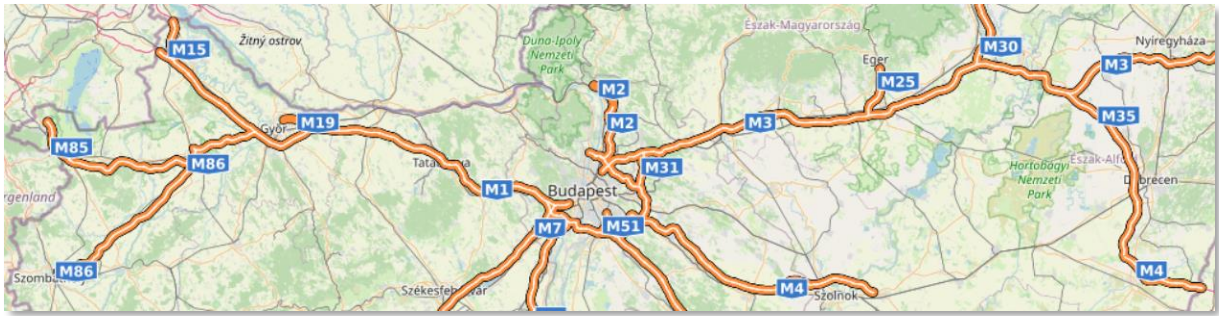 M15
Žitný ostrov
Duna-Ipoly
Nemzeti
Park
Észak-Magyarország
M30
Nyíregyháza
M3
Eger
M25
M2
M2
M19
Győr
M3
M35
M85
M86
M31
M1
Budapest
Hortobágyi
Nemzeti
Park
M7
M51
M86
M4
Szolnok
M4